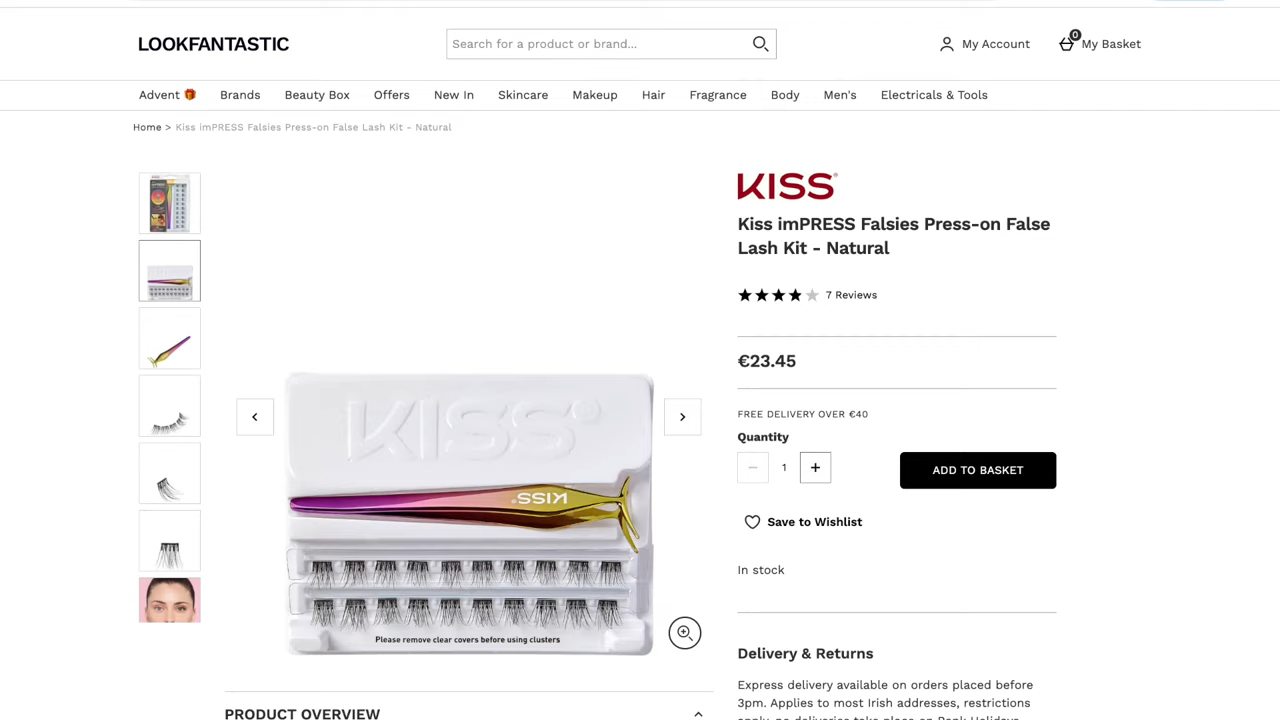 LOOKFANTASTIC
Search for a product or brand...
My Account
0
My Basket
Advent
Brands
Beauty Box
Offers
New In
Skincare
Makeup
Hair
Fragrance
Body
Men's
Electricals & Tools
Home > Kiss imPRESS Falsies Press-on False Lash Kit - Natural
KISS
KISS®
Please remove clear covers before using clusters
KISS®
Kiss imPRESS Falsies Press-on False
Lash Kit - Natural
7 Reviews
€23.45
FREE DELIVERY OVER €40
Quantity
1
ADD TO BASKET
Save to Wishlist
In stock
Delivery & Returns
Express delivery available on orders placed before
3pm. Applies to most Irish addresses, restrictions
PRODUCT OVERVIEW